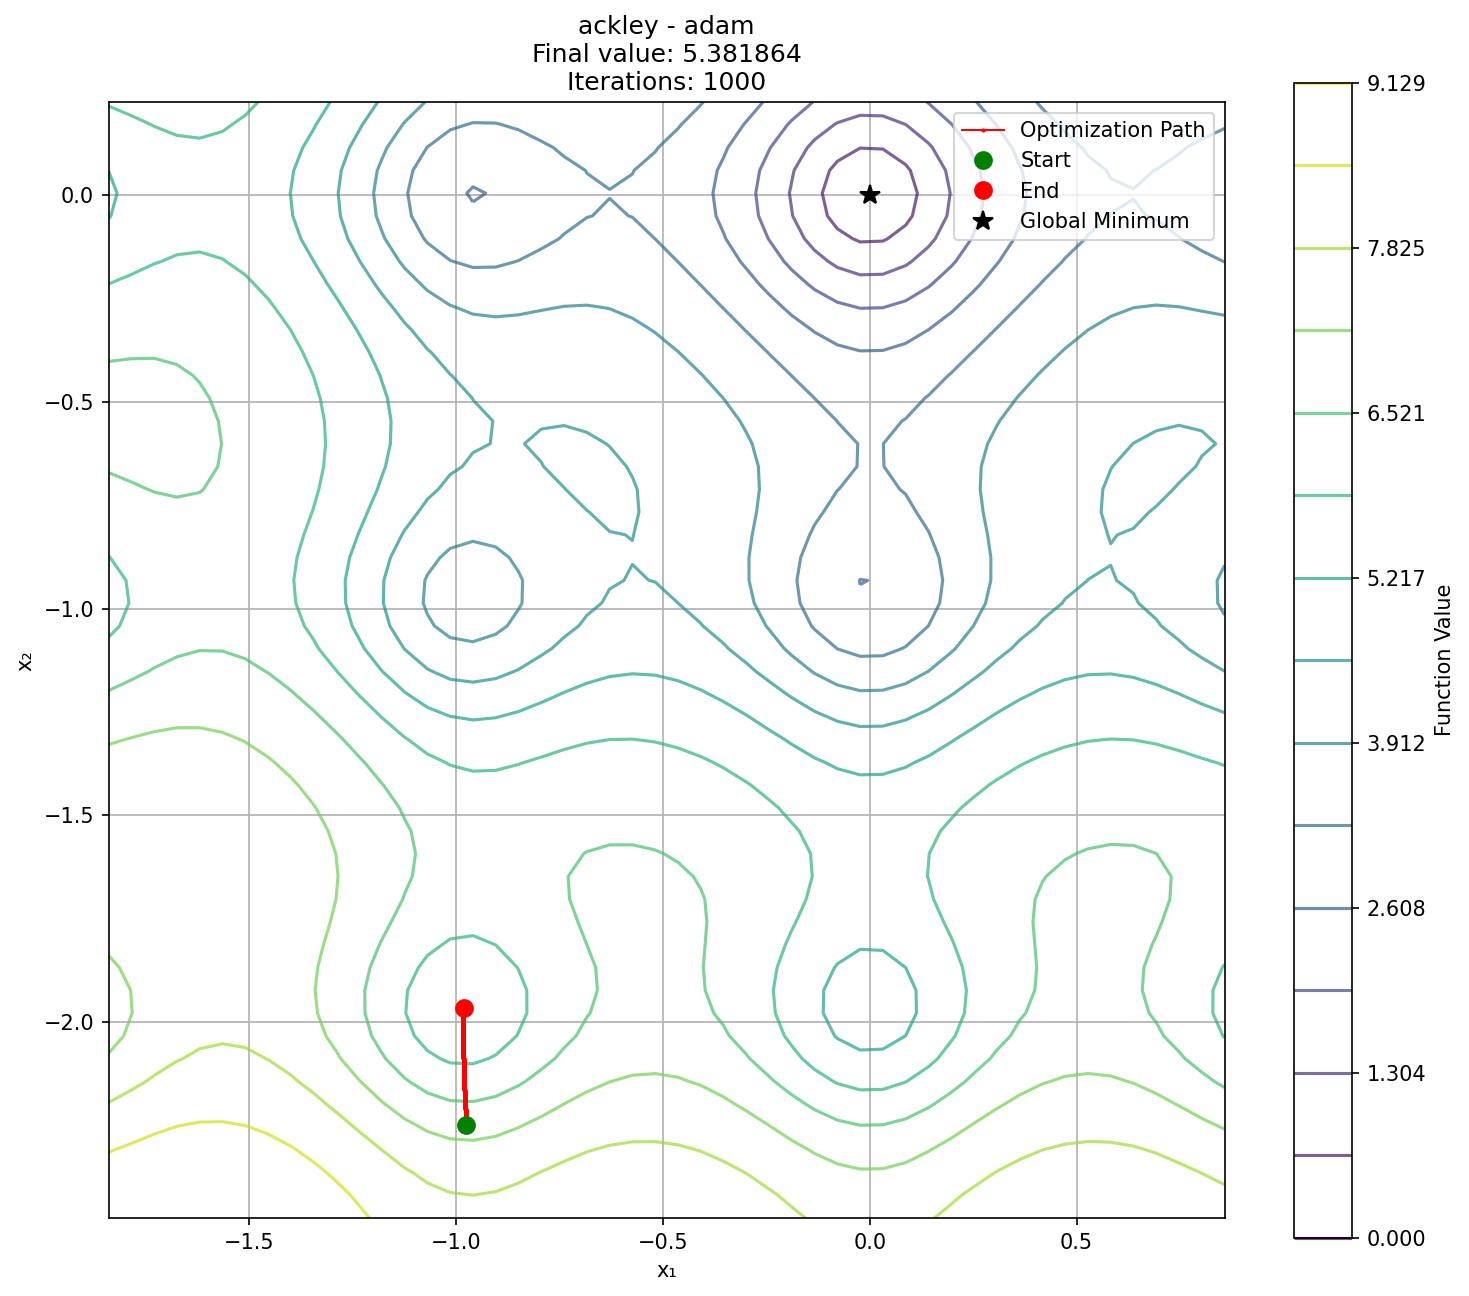 ackley - adam
Final value: 5.381864
Iterations: 1000
Optimization Path
Start
End
Global Minimum
0.0
−0.5
−1.0
−1.5
−2.0
x₂
−1.5
−1.0
−0.5
0.0
0.5
x₁
9.129
7.825
6.521
5.217
3.912
2.608
1.304
0.000
Function Value